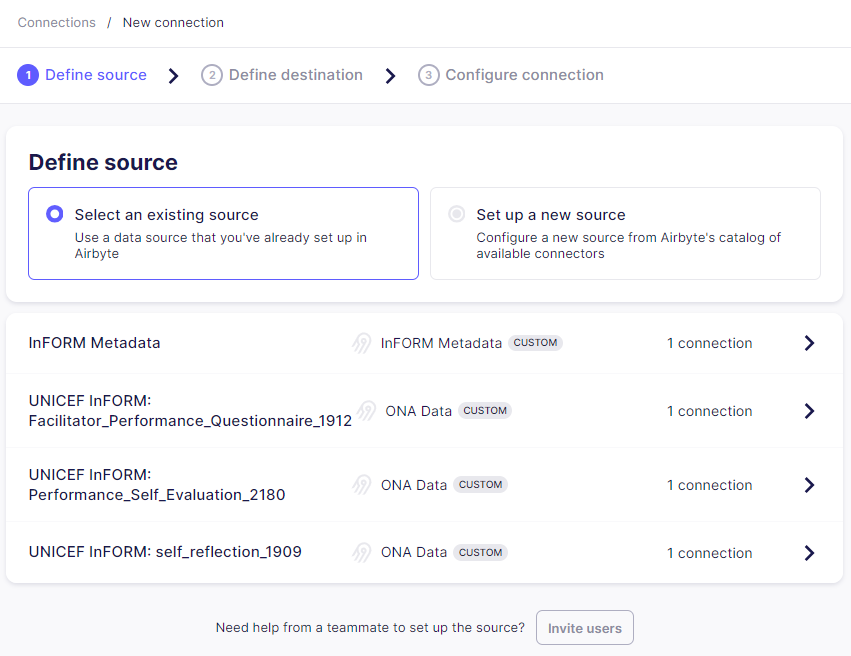 Connections / New connection
1 Define source 2 Define destination 3 Configure connection
Define source
Select an existing source
Use a data source that you've already set up in
Airbyte
Set up a new source
Configure a new source from Airbyte's catalog of
available connectors
InFORM Metadata InFORM Metadata CUSTOM 1 connection
UNICEF InFORM:
Facilitator_Performance_Questionnaire_1912 ONA Data CUSTOM 1 connection
UNICEF InFORM:
Performance_Self_Evaluation_2180 ONA Data CUSTOM 1 connection
UNICEF InFORM: self_reflection_1909 ONA Data CUSTOM 1 connection
Need help from a teammate to set up the source? Invite users